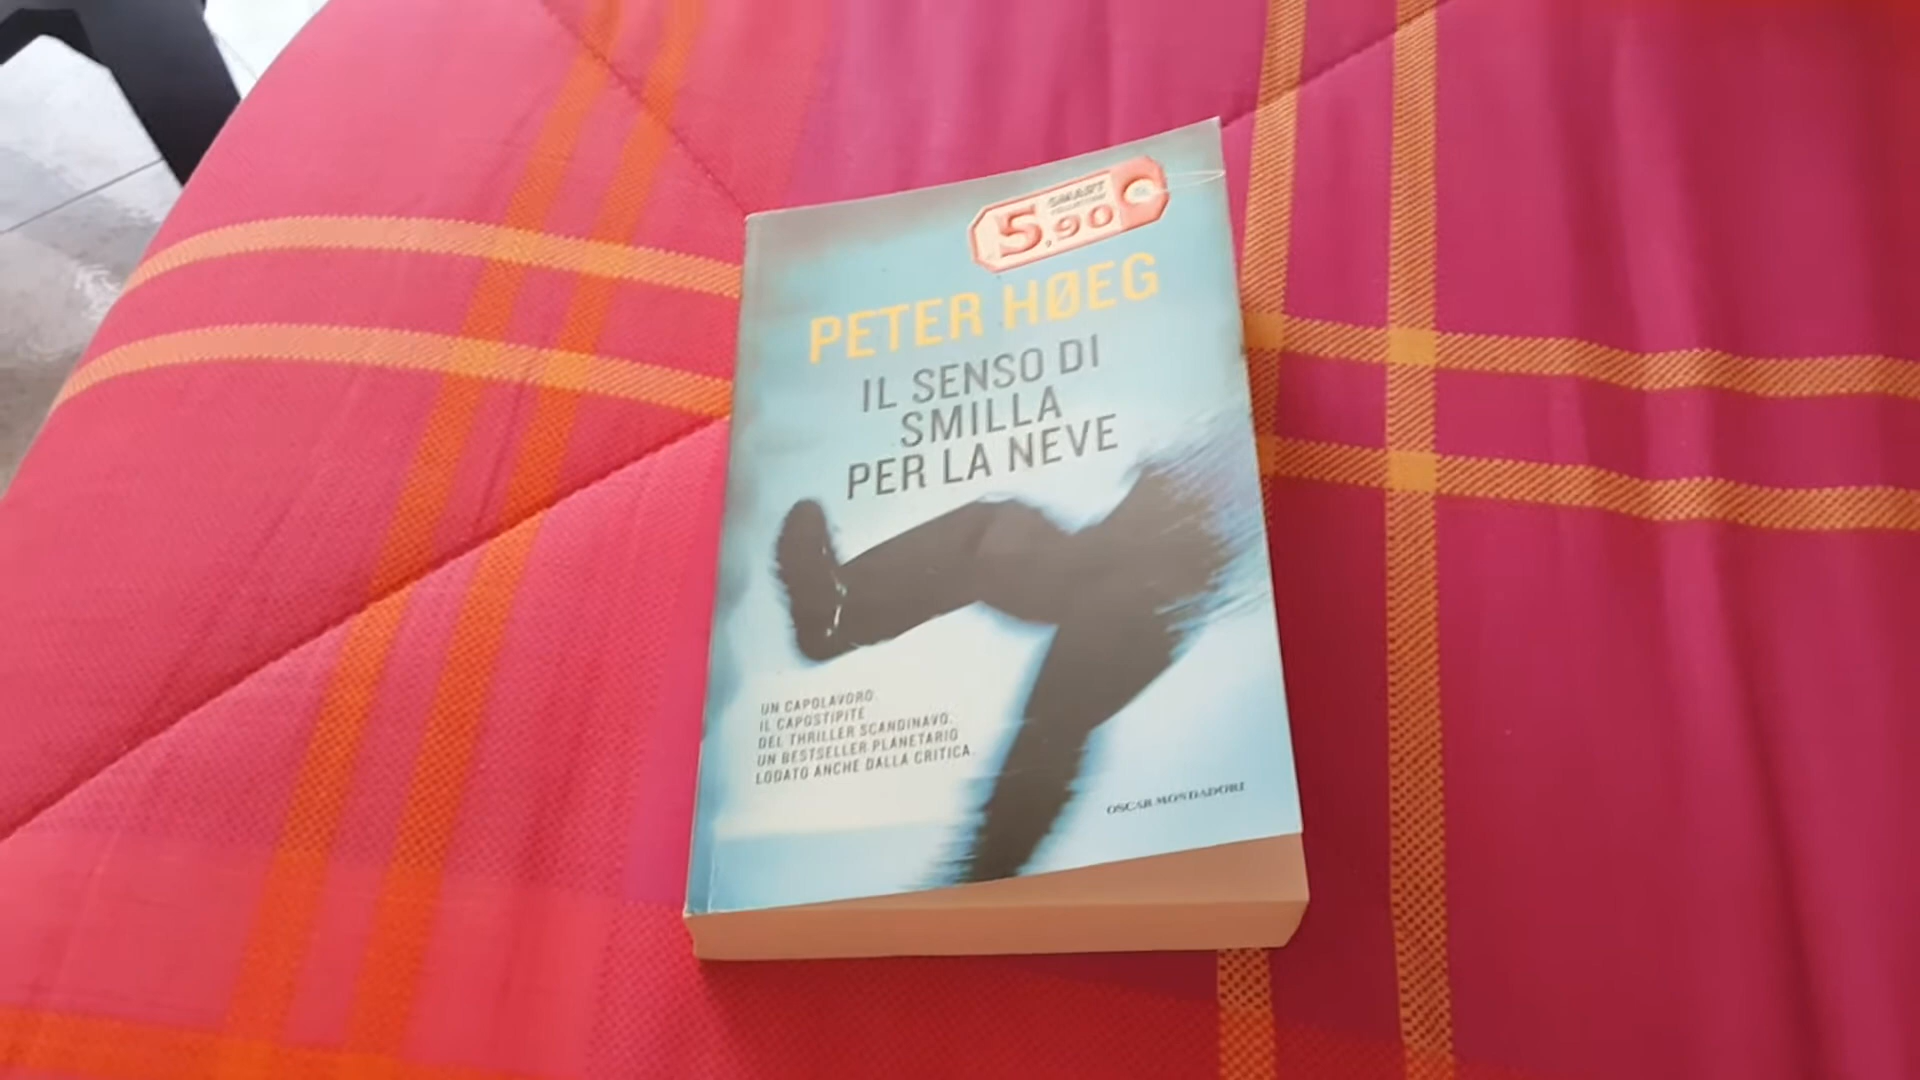 SMART
5,90
PETER HØEG
IL SENSO DI
SMILLA
PER LA NEVE
UN CAPOLAVORO.
IL CAPOSTIPITE
DEL THRILLER SCANDINAVO.
UN BESTSELLER PLANETARIO
LODATO ANCHE DALLA CRITICA.
OSCAR MONDADORI